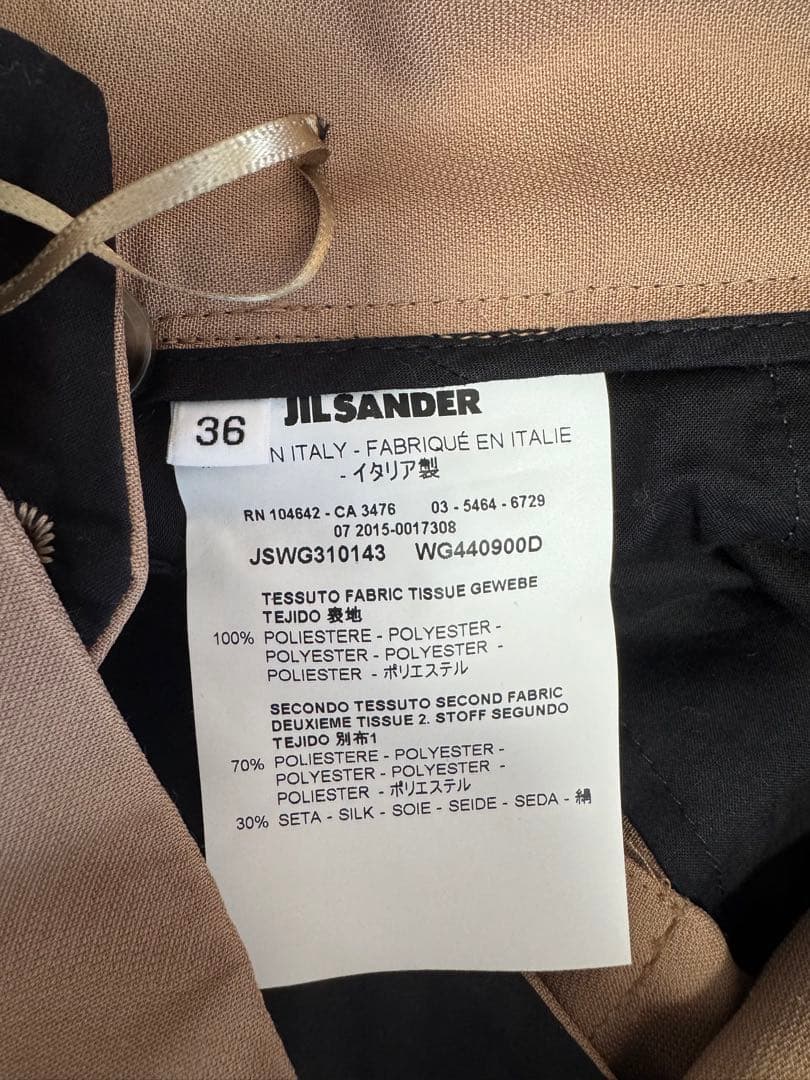 36
JIL SANDER
N ITALY - FABRIQUÉ EN ITALIE
- イタリア製
RN 104642 - CA 3476 03 - 5464 - 6729
07 2015-0017308
JSWG310143 WG440900D
TESSUTO FABRIC TISSUE GEWEBE
TEJIDO 表地
100% POLIESTERE - POLYESTER -
POLYESTER - POLYESTER -
POLIESTER - ポリエステル
SECONDO TESSUTO SECOND FABRIC
DEUXIEME TISSUE 2. STOFF SEGUNDO
TEJIDO 別布1
70% POLIESTERE - POLYESTER -
POLYESTER - POLYESTER -
POLIESTER - ポリエステル
30% SETA - SILK - SOIE - SEIDE - SEDA - 絹